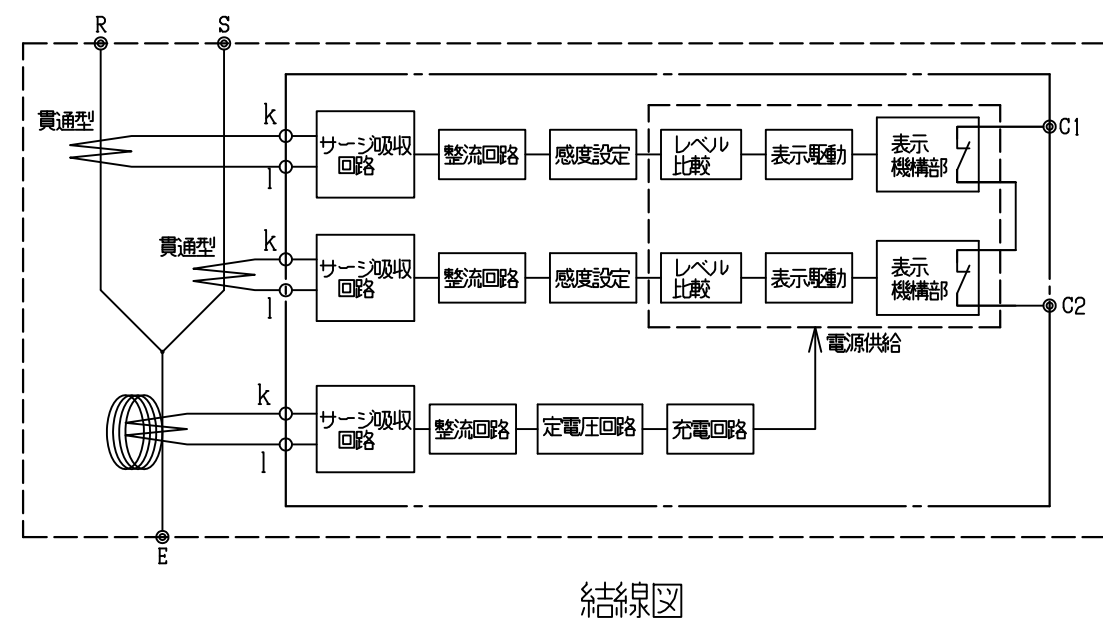 R
S
貫通型
k
l
サージ吸収
回路
整流回路
感度設定
レベル
比較
表示駆動
表示
機構部
C1
貫通型
k
l
サージ吸収
回路
整流回路
感度設定
レベル
比較
表示駆動
表示
機構部
C2
電源供給
k
l
サージ吸収
回路
整流回路
定電圧回路
充電回路
E
結線図